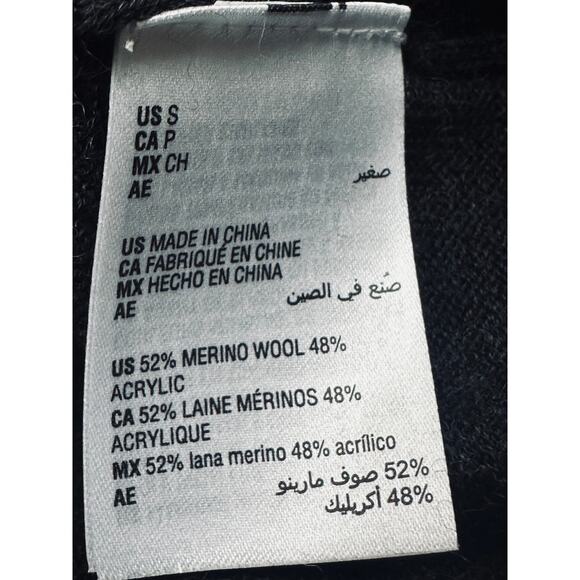 US S
CA P
MX CH
AE صغير
US MADE IN CHINA
CA FABRIQUÉ EN CHINE
MX HECHO EN CHINA
AE صُنع في الصين
US 52% MERINO WOOL 48%
ACRYLIC
CA 52% LAINE MÉRINOS 48%
ACRYLIQUE
MX 52% lana merino 48% acrílico
AE 52% صوف مارينو
48% أكريليك